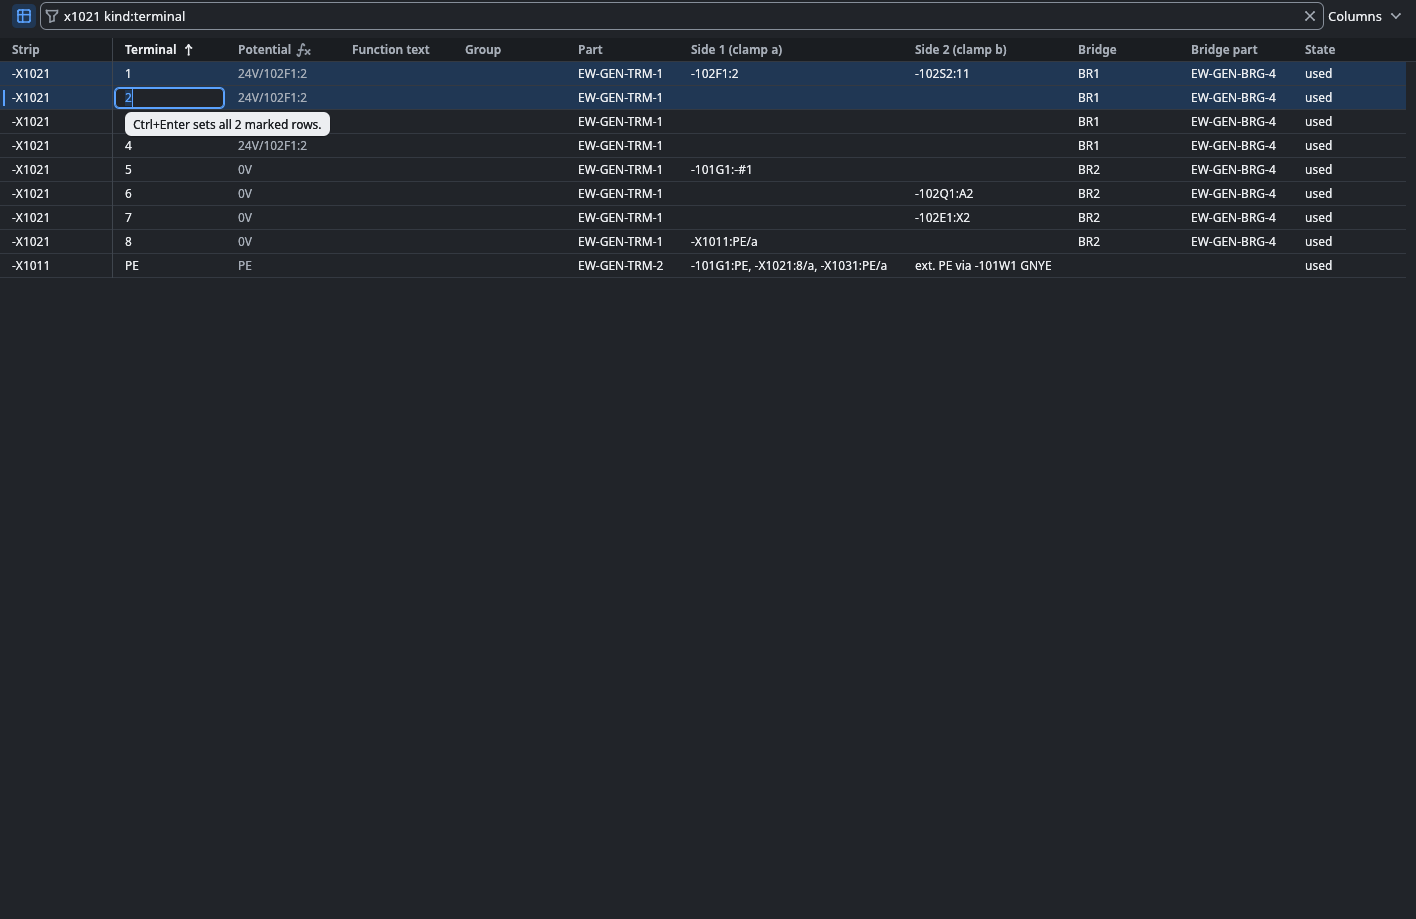 x1021 kind:terminal Columns
Strip Terminal ↑ Potential fx Function text Group Part Side 1 (clamp a) Side 2 (clamp b) Bridge Bridge part State
-X1021 1 24V/102F1:2 EW-GEN-TRM-1 -102F1:2 -102S2:11 BR1 EW-GEN-BRG-4 used
-X1021 2 24V/102F1:2 EW-GEN-TRM-1 BR1 EW-GEN-BRG-4 used
-X1021 EW-GEN-TRM-1 BR1 EW-GEN-BRG-4 used
Ctrl+Enter sets all 2 marked rows.
-X1021 4 24V/102F1:2 EW-GEN-TRM-1 BR1 EW-GEN-BRG-4 used
-X1021 5 0V EW-GEN-TRM-1 -101G1:-#1 BR2 EW-GEN-BRG-4 used
-X1021 6 0V EW-GEN-TRM-1 -102Q1:A2 BR2 EW-GEN-BRG-4 used
-X1021 7 0V EW-GEN-TRM-1 -102E1:X2 BR2 EW-GEN-BRG-4 used
-X1021 8 0V EW-GEN-TRM-1 -X1011:PE/a BR2 EW-GEN-BRG-4 used
-X1011 PE PE EW-GEN-TRM-2 -101G1:PE, -X1021:8/a, -X1031:PE/a ext. PE via -101W1 GNYE used